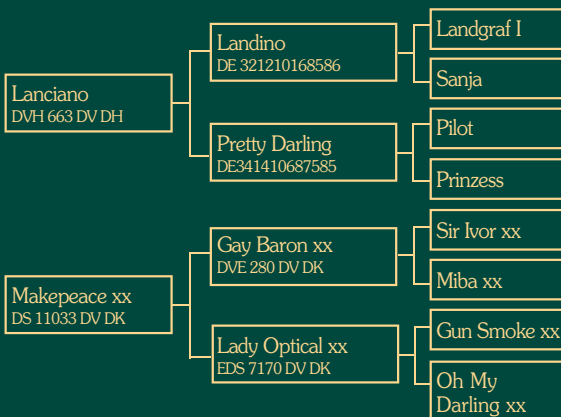 Lanciano
DVH 663 DV DH
Landino
DE 321210168586
Landgraf I
Sanja
Pretty Darling
DE341410687585
Pilot
Prinzess
Makepeace xx
DS 11033 DV DK
Gay Baron xx
DVE 280 DV DK
Sir Ivor xx
Miba xx
Lady Optical xx
EDS 7170 DV DK
Gun Smoke xx
Oh My
Darling xx